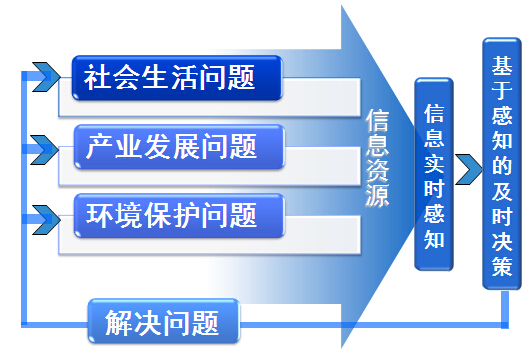 社会生活问题
产业发展问题
环境保护问题
信息资源
信息实时感知
基于感知的及时决策
解决问题